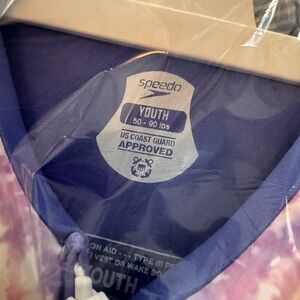 speedo
YOUTH
50 - 90 lbs
US COAST GUARD
APPROVED
ON AID - - - TYPE III P
VEST OR WAKE BO
YOUTH